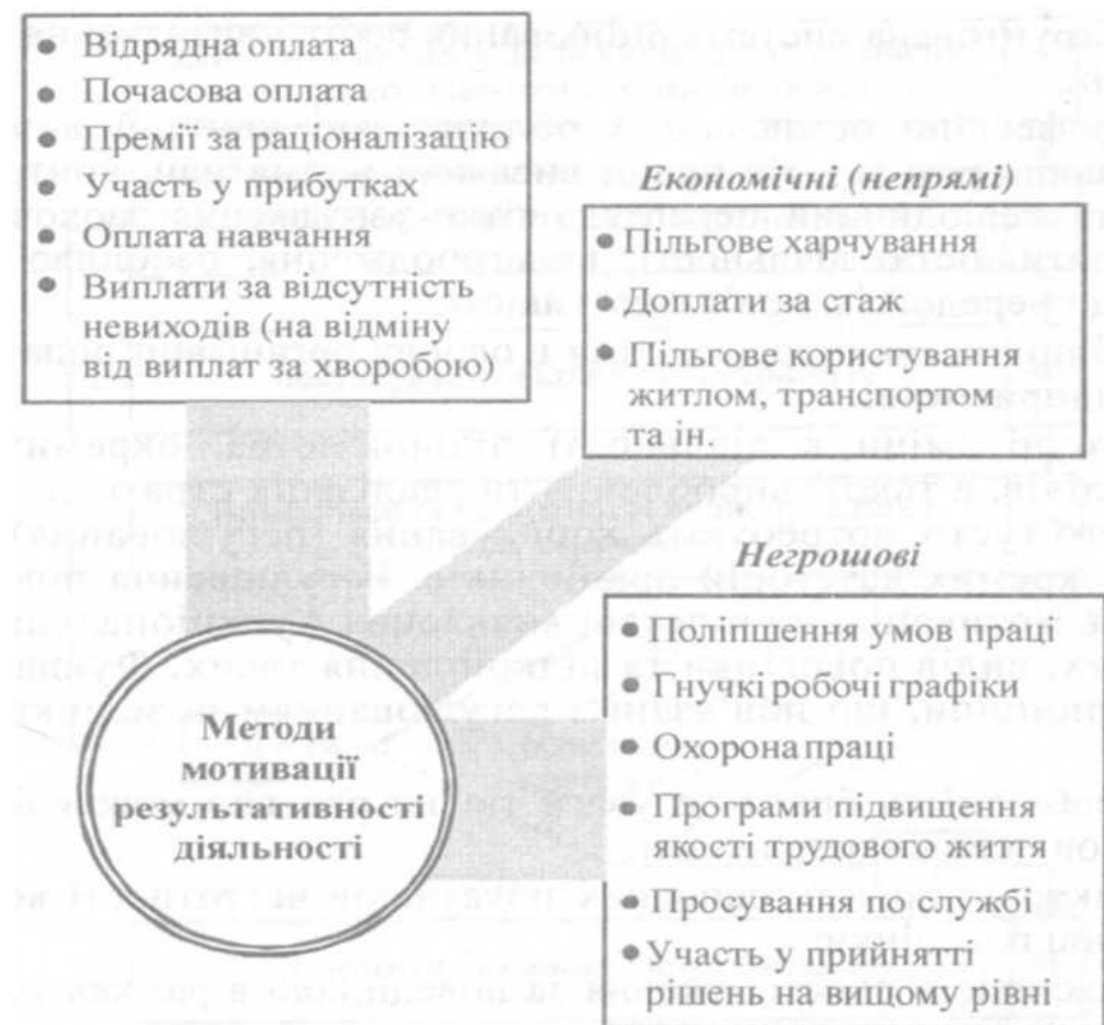 Відрядна оплата
Почасова оплата
Премії за раціоналізацію
Участь у прибутках
Оплата навчання
Виплати за відсутність
невиходів (на відміну
від виплат за хворобою)
Економічні (непрямі)
Пільгове харчування
Доплати за стаж
Пільгове користування
житлом, транспортом
та ін.
Негрошові
Поліпшення умов праці
Гнучкі робочі графіки
Охорона праці
Програми підвищення
якості трудового життя
Просування по службі
Участь у прийнятті
рішень на вищому рівні
Методи
мотивації
результативності
діяльності